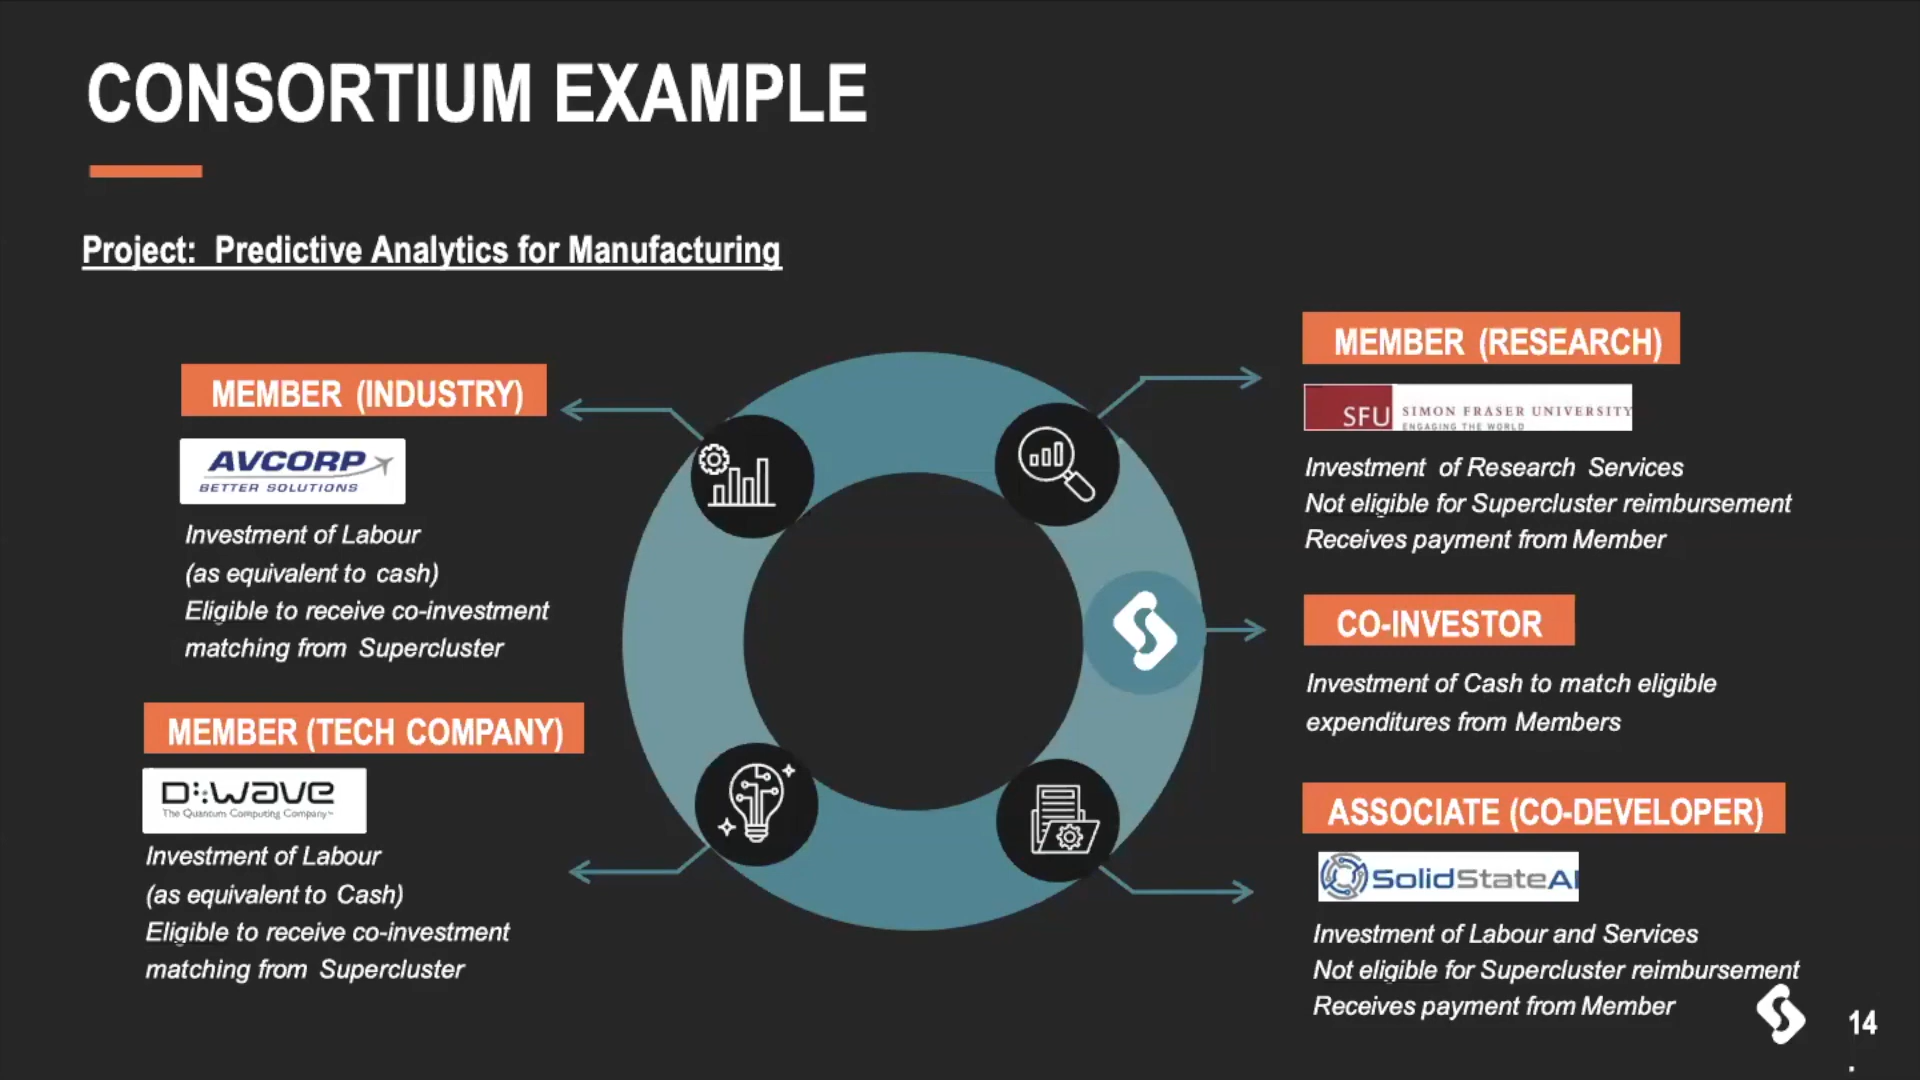 CONSORTIUM EXAMPLE
Project: Predictive Analytics for Manufacturing
MEMBER (INDUSTRY)
AVCORP
BETTER SOLUTIONS
Investment of Labour
(as equivalent to cash)
Eligible to receive co-investment
matching from Supercluster
MEMBER (TECH COMPANY)
D:wave
The Quantum Computing Company™
Investment of Labour
(as equivalent to Cash)
Eligible to receive co-investment
matching from Supercluster
MEMBER (RESEARCH)
SFU SIMON FRASER UNIVERSITY
ENGAGING THE WORLD
Investment of Research Services
Not eligible for Supercluster reimbursement
Receives payment from Member
CO-INVESTOR
Investment of Cash to match eligible
expenditures from Members
ASSOCIATE (CO-DEVELOPER)
SolidStateAI
Investment of Labour and Services
Not eligible for Supercluster reimbursement
Receives payment from Member
14
.